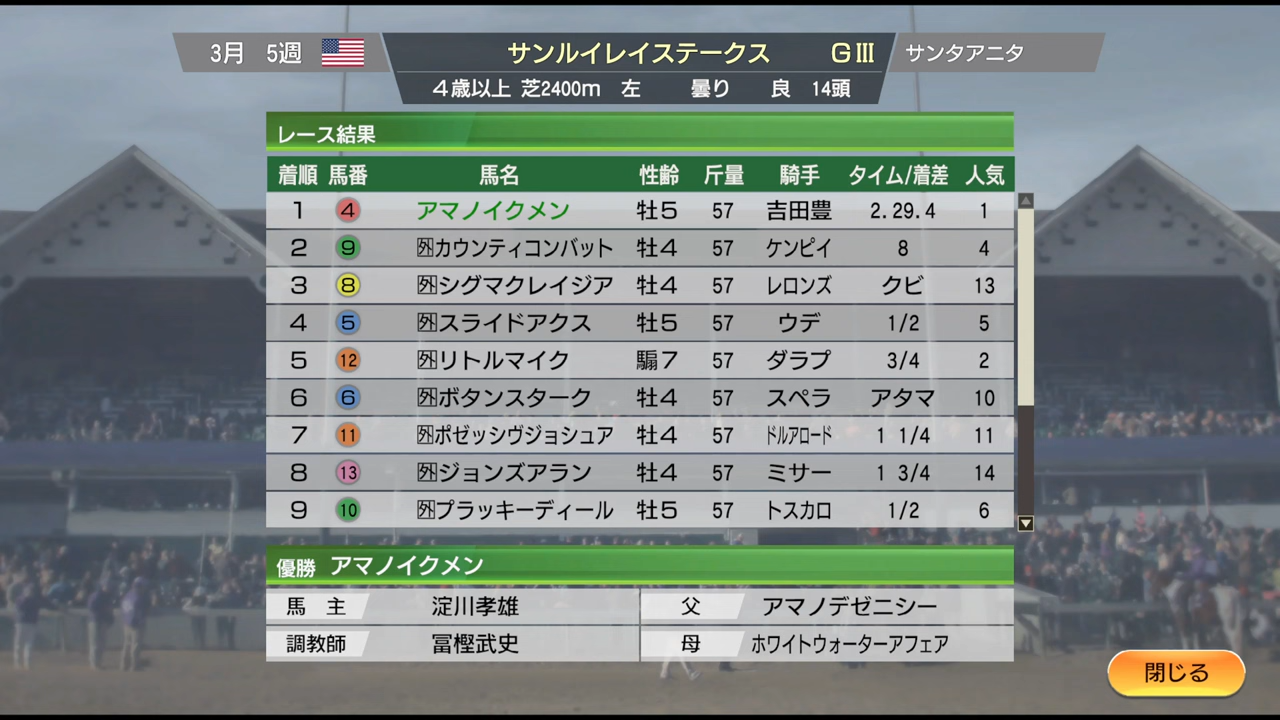 3月 5週 サンルイレイステークス GⅢ サンタアニタ
4歳以上 芝2400m 左 曇り 良 14頭
レース結果
着順 馬番 馬名 性齢 斤量 騎手 タイム/着差 人気
1 4 アマノイクメン 牡5 57 吉田豊 2.29.4 1
2 9 外カウンティコンバット 牡4 57 ケンピイ 8 4
3 8 外シグマクレイジア 牡4 57 レロンズ クビ 13
4 5 外スライドアクス 牡5 57 ウデ 1/2 5
5 12 外リトルマイク 騸7 57 ダラプ 3/4 2
6 6 外ボタンスターク 牡4 57 スペラ アタマ 10
7 11 外ポゼッシヴジョシュア 牡4 57 ドルアロード 1 1/4 11
8 13 外ジョンズアラン 牡4 57 ミサー 1 3/4 14
9 10 外プラッキーディール 牡5 57 トスカロ 1/2 6
優勝 アマノイクメン
馬主 淀川孝雄 父 アマノデゼニシー
調教師 冨樫武史 母 ホワイトウォーターアフェア
閉じる